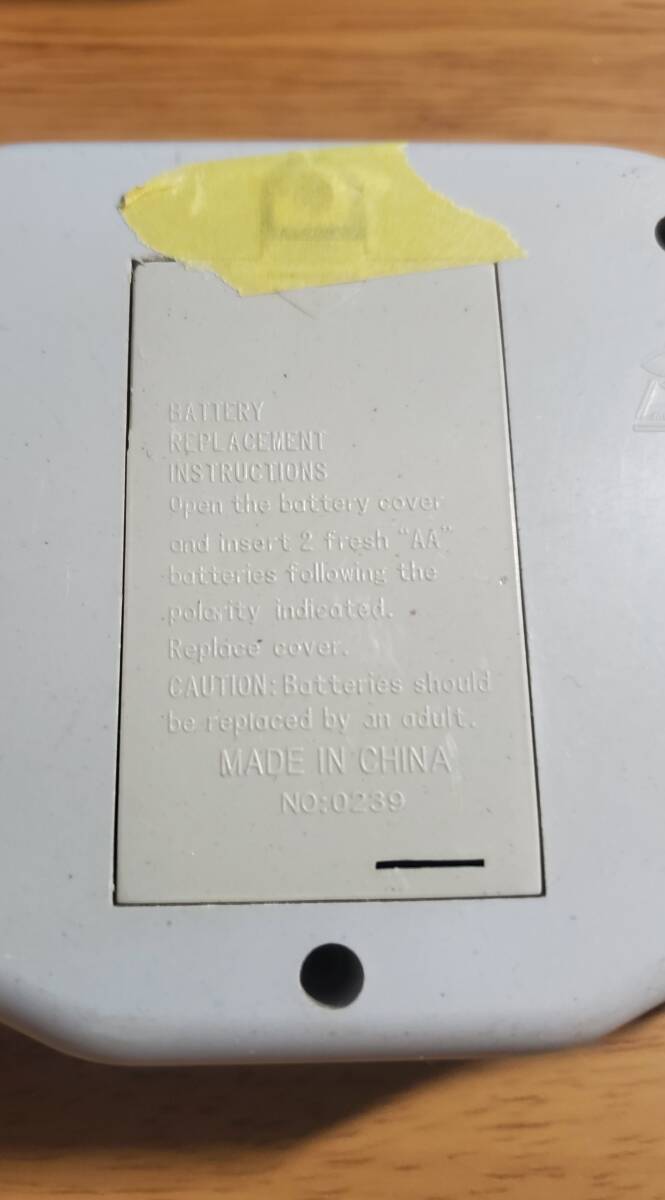 BATTERY
REPLACEMENT
INSTRUCTIONS
Open the battery cover
and insert 2 fresh "AA"
batteries following the
polarity indicated.
Replace cover.
CAUTION: Batteries should
be replaced by an adult.
MADE IN CHINA
NO:0239